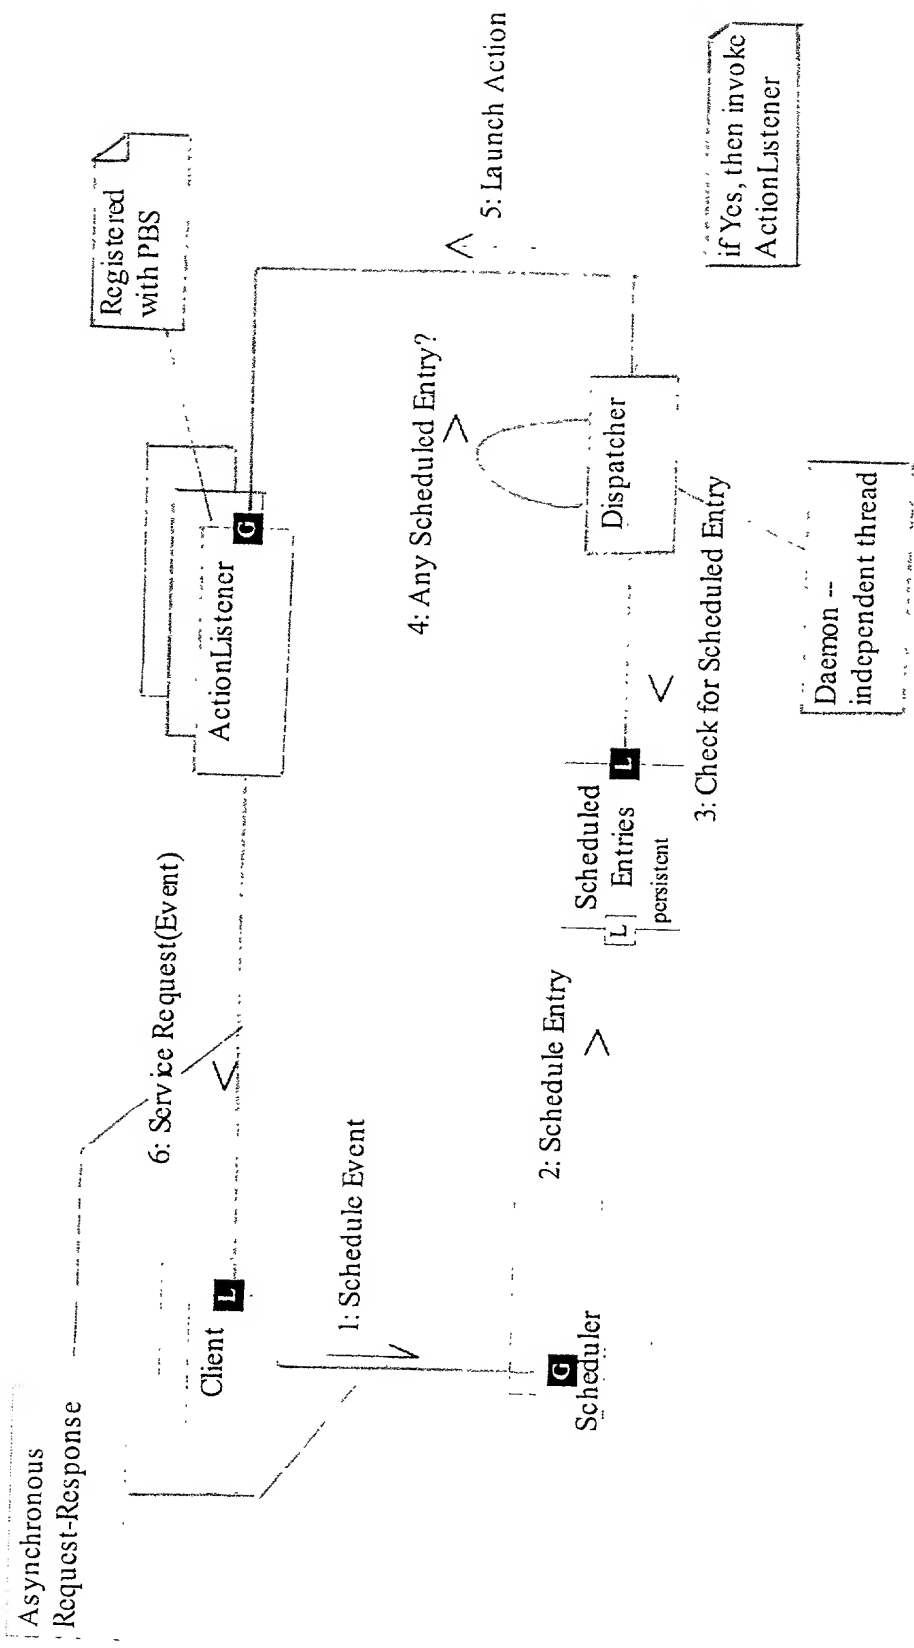 Asynchronous
Request-Response
6: Service Request(Event)
Registered
with PBS
Client
L
ActionListener
G
1: Schedule Event
4: Any Scheduled Entry?
5: Launch Action
2: Schedule Entry
G
Scheduler
Scheduled
L
Entries
L
persistent
Dispatcher
3: Check for Scheduled Entry
if Yes, then invoke
ActionListener
Daemon --
independent thread